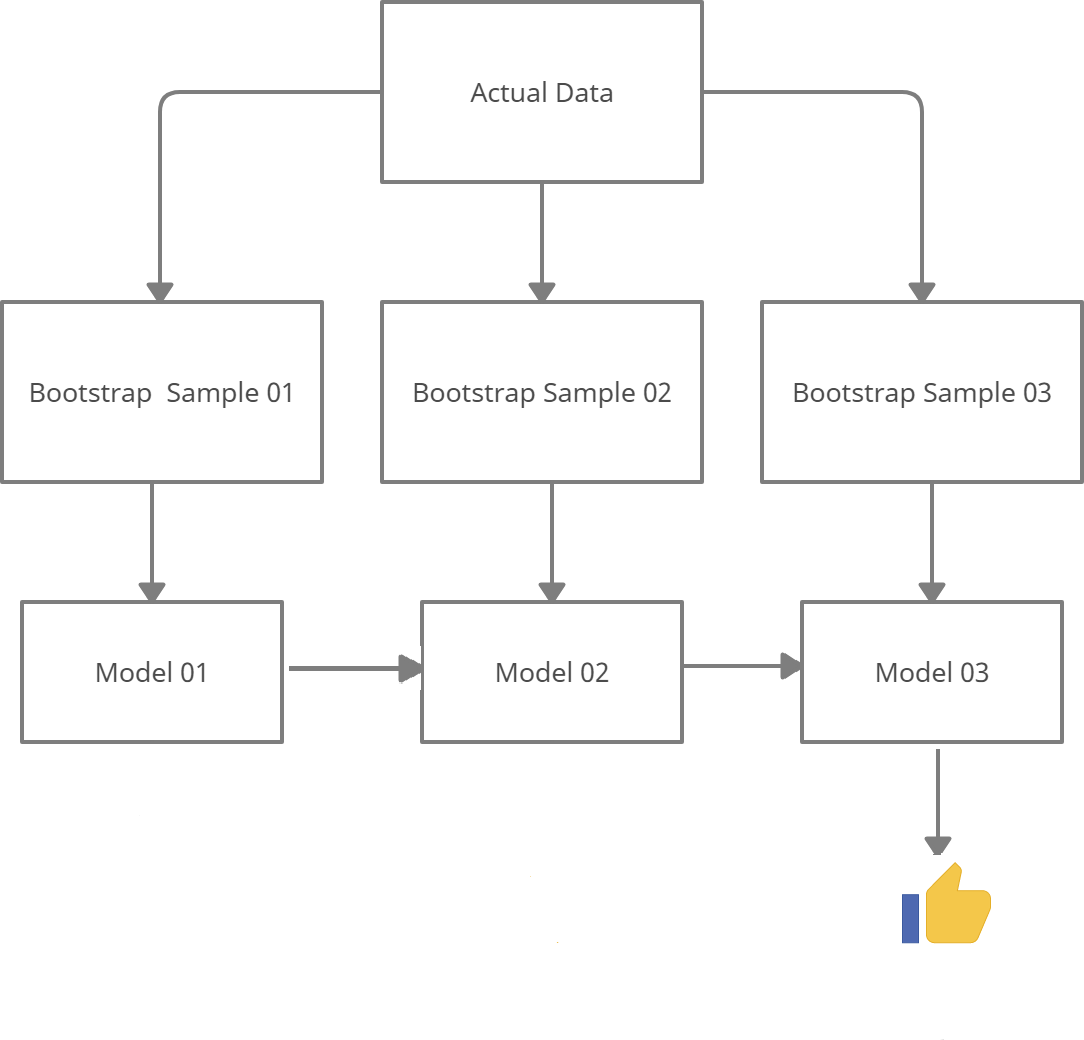 Actual Data
Bootstrap  Sample 01
Bootstrap Sample 02
Bootstrap Sample 03
Model 01
Model 02
Model 03